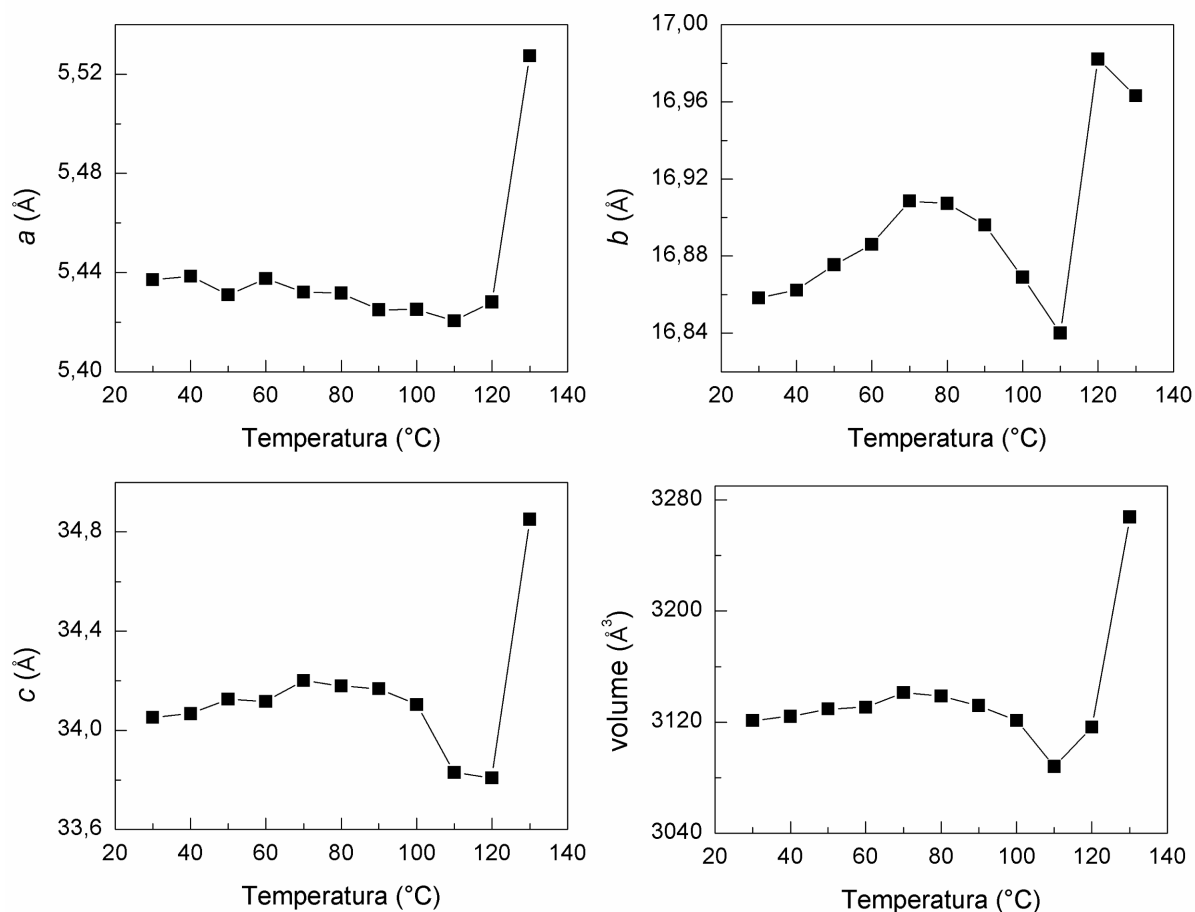 5,52
5,48
5,44
5,40
a (Å)
20 40 60 80 100 120 140
Temperatura (°C)
17,00
16,96
16,92
16,88
16,84
b (Å)
20 40 60 80 100 120 140
Temperatura (°C)
34,8
34,4
34,0
33,6
c (Å)
20 40 60 80 100 120 140
Temperatura (°C)
3280
3200
3120
3040
volume (Å³)
20 40 60 80 100 120 140
Temperatura (°C)